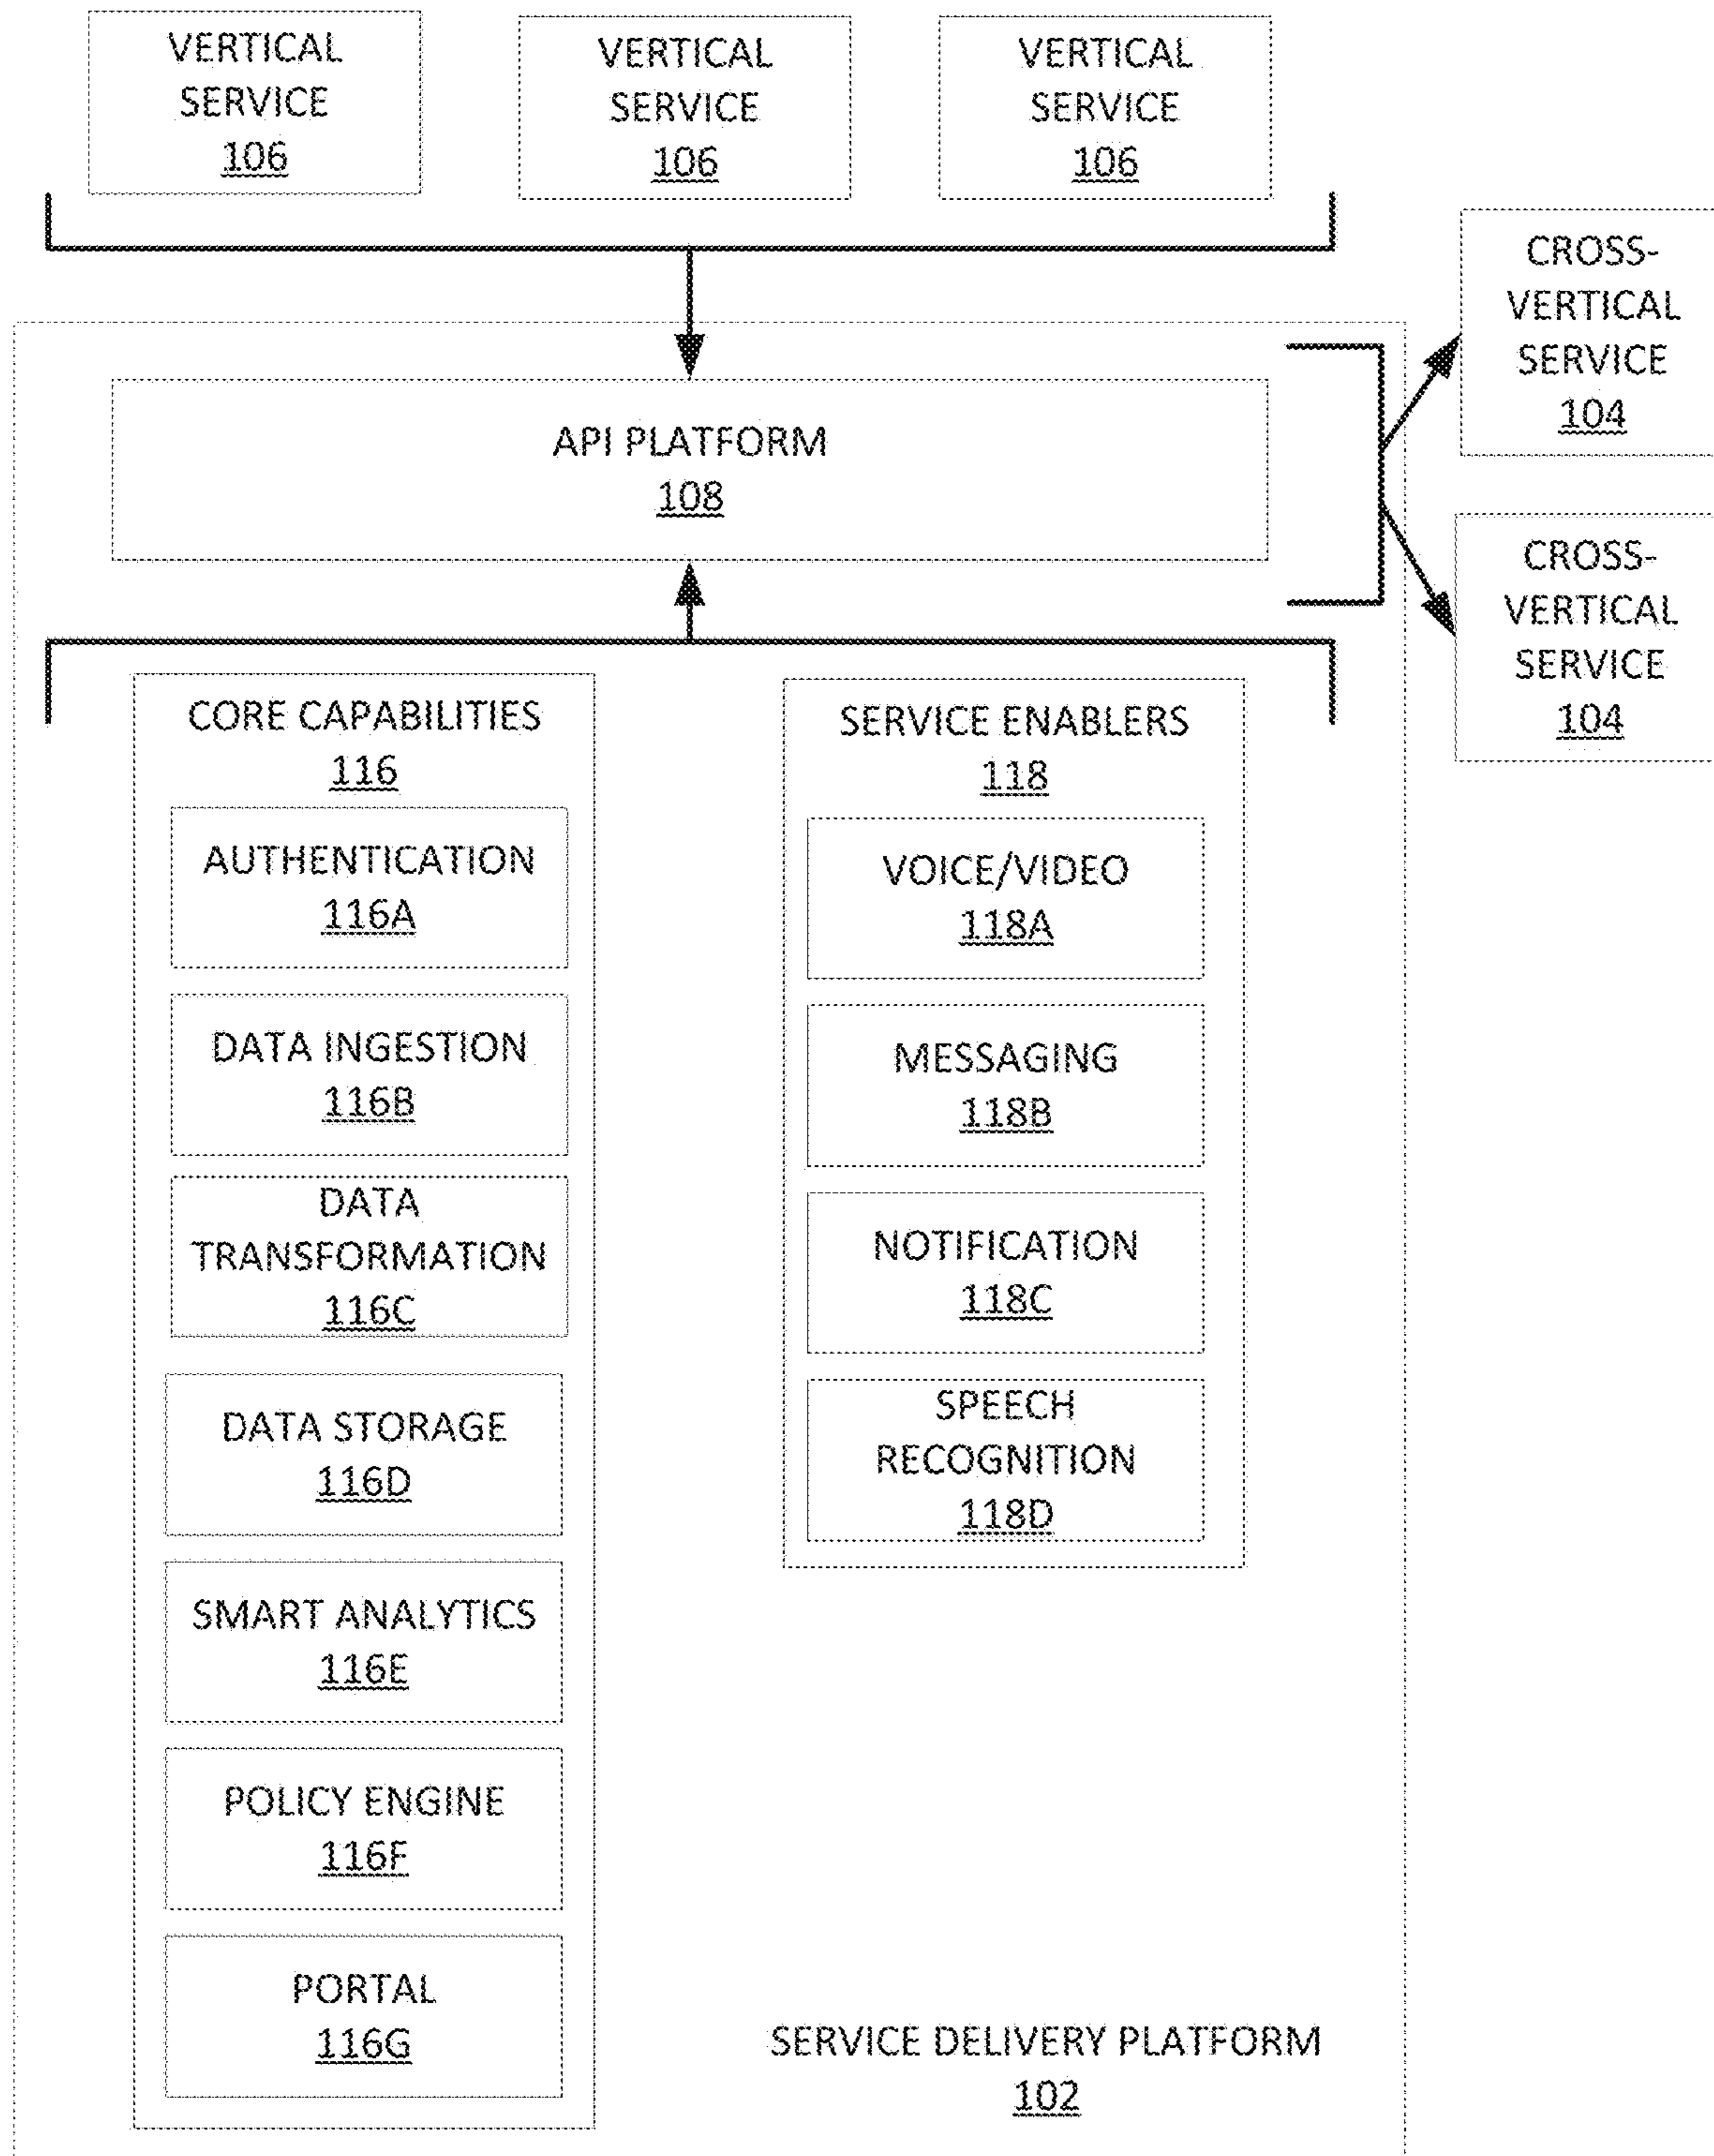 VERTICAL
SERVICE
106
VERTICAL
SERVICE
106
VERTICAL
SERVICE
106
CROSS-
VERTICAL
SERVICE
104
API PLATFORM
108
CROSS-
VERTICAL
SERVICE
104
CORE CAPABILITIES
116
AUTHENTICATION
116A
DATA INGESTION
116B
DATA
TRANSFORMATION
116C
DATA STORAGE
116D
SMART ANALYTICS
116E
POLICY ENGINE
116F
PORTAL
116G
SERVICE ENABLERS
118
VOICE/VIDEO
118A
MESSAGING
118B
NOTIFICATION
118C
SPEECH
RECOGNITION
118D
SERVICE DELIVERY PLATFORM
102